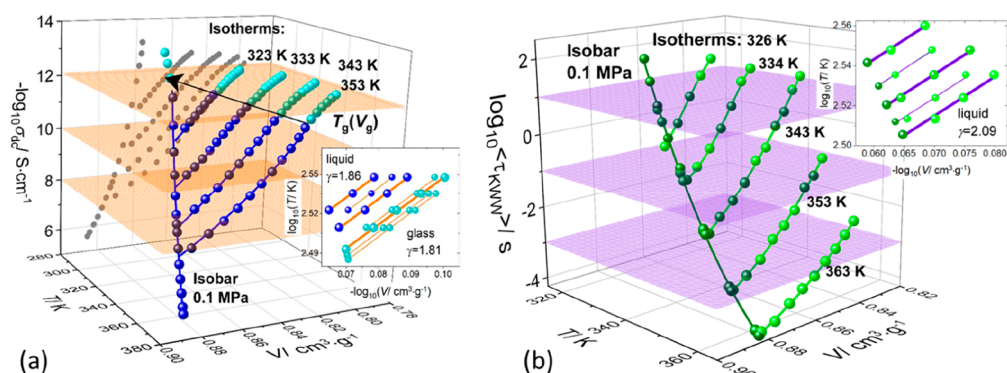 14
12
10
8
6
-log₁₀σdc/ S·cm⁻¹
Isotherms:
323 K
333 K
343 K
353 K
Tg(Vg)
Isobar
0.1 MPa
280
300
320
340
360
380
T/K
0.90
0.88
0.86
0.84
0.82
0.80
0.78
V/ cm³·g⁻¹
liquid
γ=1.86
glass
γ=1.81
2.55
2.52
2.49
log₁₀(T/ K)
0.07
0.08
0.09
0.10
-log₁₀(V/ cm³·g⁻¹)
(a)
2
0
-2
-4
log₁₀<τKWW>/ s
Isobar
0.1 MPa
Isotherms: 326 K
334 K
343 K
353 K
363 K
320
340
360
T/K
0.90
0.88
0.86
0.84
0.82
V/ cm³·g⁻¹
2.56
2.54
2.52
2.50
log₁₀(T/ K)
liquid
γ=2.09
0.060
0.065
0.070
0.075
0.080
-log₁₀(V/ cm³·g⁻¹)
(b)